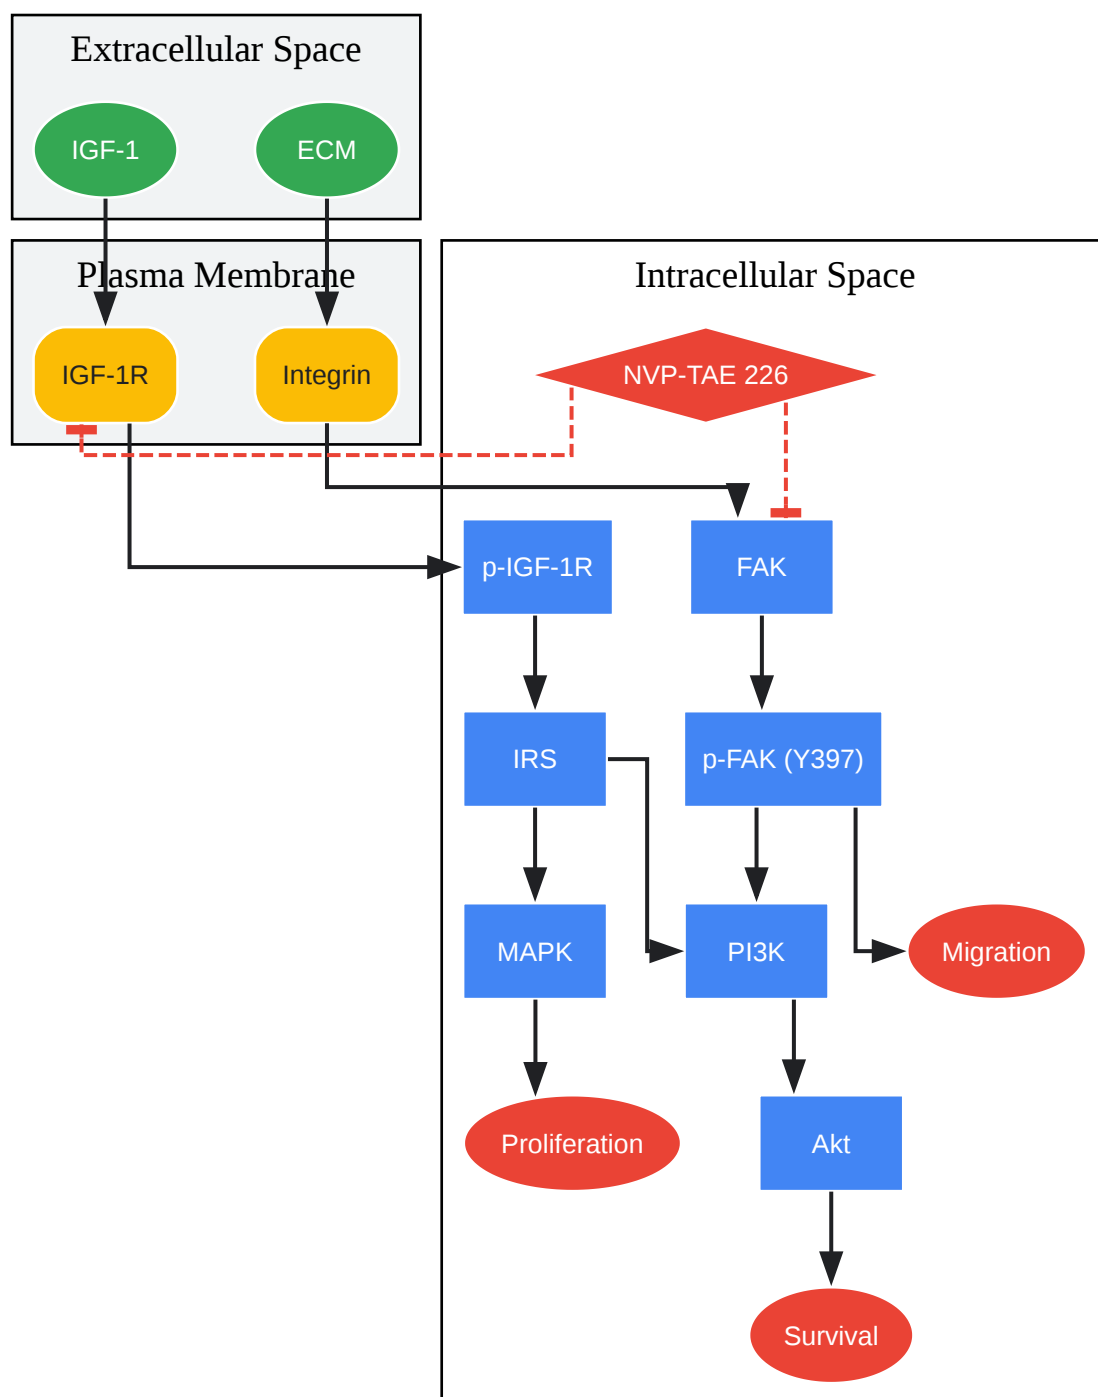 Extracellular Space
IGF-1
ECM
Plasma Membrane
Intracellular Space
IGF-1R
Integrin
NVP-TAE 226
p-IGF-1R
FAK
IRS
p-FAK (Y397)
MAPK
PI3K
Migration
Proliferation
Akt
Survival